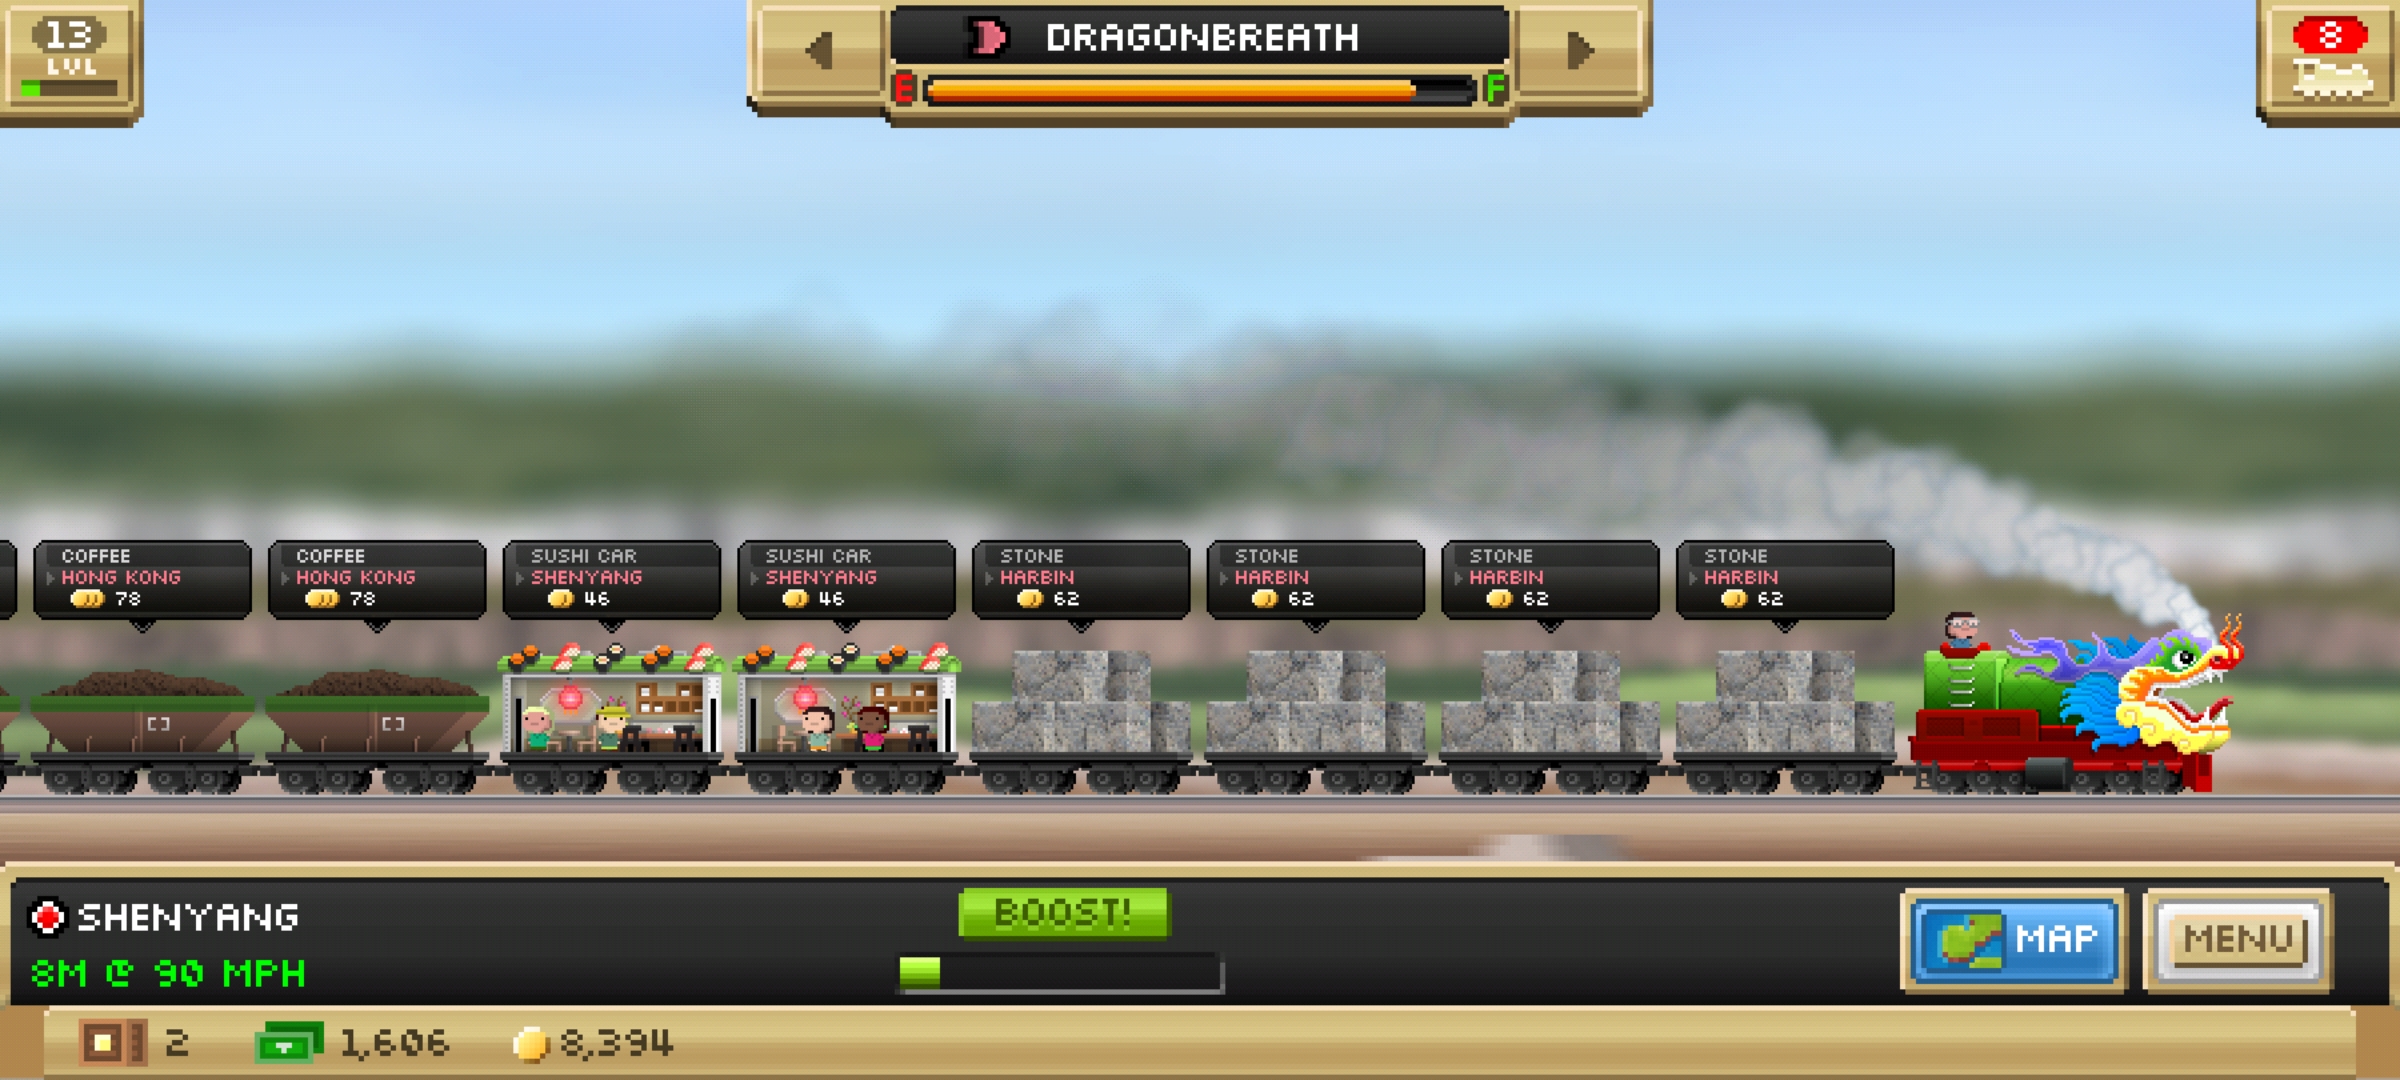 13
LVL
DRAGONBREATH
E F
8
COFFEE
HONG KONG
78
COFFEE
HONG KONG
78
SUSHI CAR
SHENYANG
46
SUSHI CAR
SHENYANG
46
STONE
HARBIN
62
STONE
HARBIN
62
STONE
HARBIN
62
STONE
HARBIN
62
SHENYANG
8M @ 90 MPH
BOOST!
MAP
MENU
2
1,606
8,394